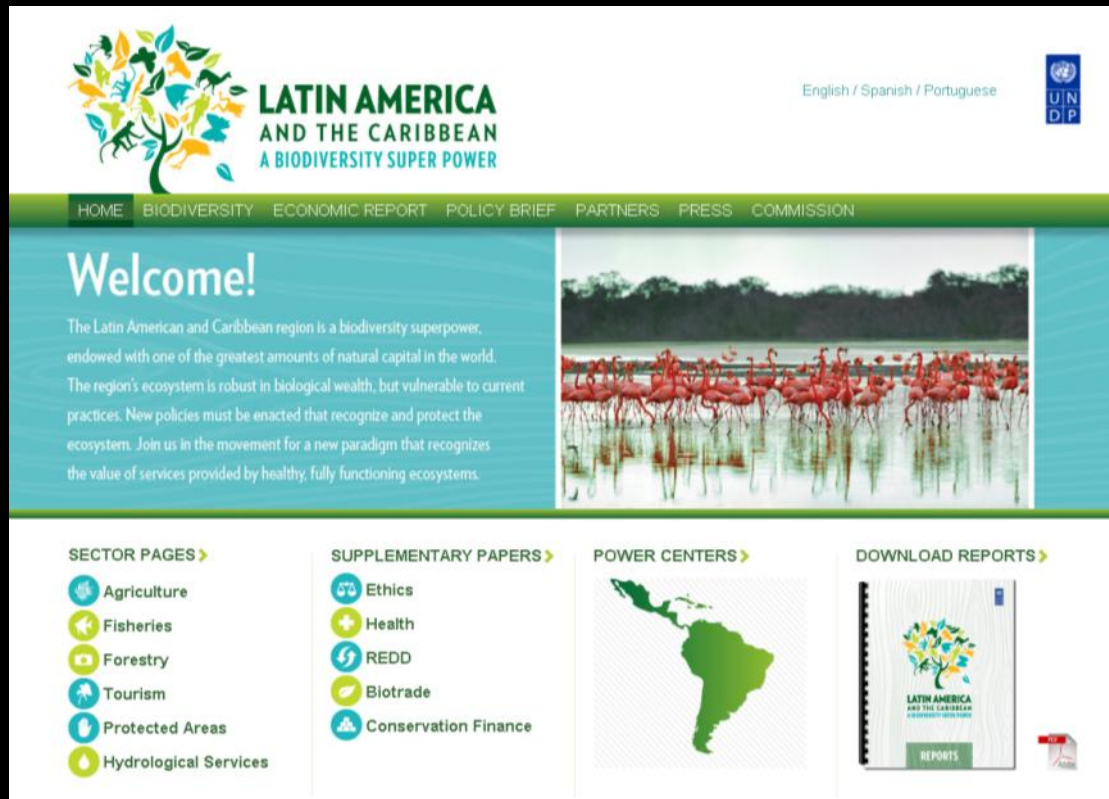 LATIN AMERICA
AND THE CARIBBEAN
A BIODIVERSITY SUPER POWER
English / Spanish / Portuguese
U N
D P
HOME BIODIVERSITY ECONOMIC REPORT POLICY BRIEF PARTNERS PRESS COMMISSION
Welcome!
The Latin American and Caribbean region is a biodiversity superpower,
endowed with one of the greatest amounts of natural capital in the world.
The region's ecosystem is robust in biological wealth, but vulnerable to current
practices. New policies must be enacted that recognize and protect the
ecosystem. Join us in the movement for a new paradigm that recognizes
the value of services provided by healthy, fully functioning ecosystems.
SECTOR PAGES
Agriculture
Fisheries
Forestry
Tourism
Protected Areas
Hydrological Services
SUPPLEMENTARY PAPERS
Ethics
Health
REDD
Biotrade
Conservation Finance
POWER CENTERS
DOWNLOAD REPORTS
LATIN AMERICA
AND THE CARIBBEAN
A BIODIVERSITY SUPER POWER
REPORTS
PDF
Adobe